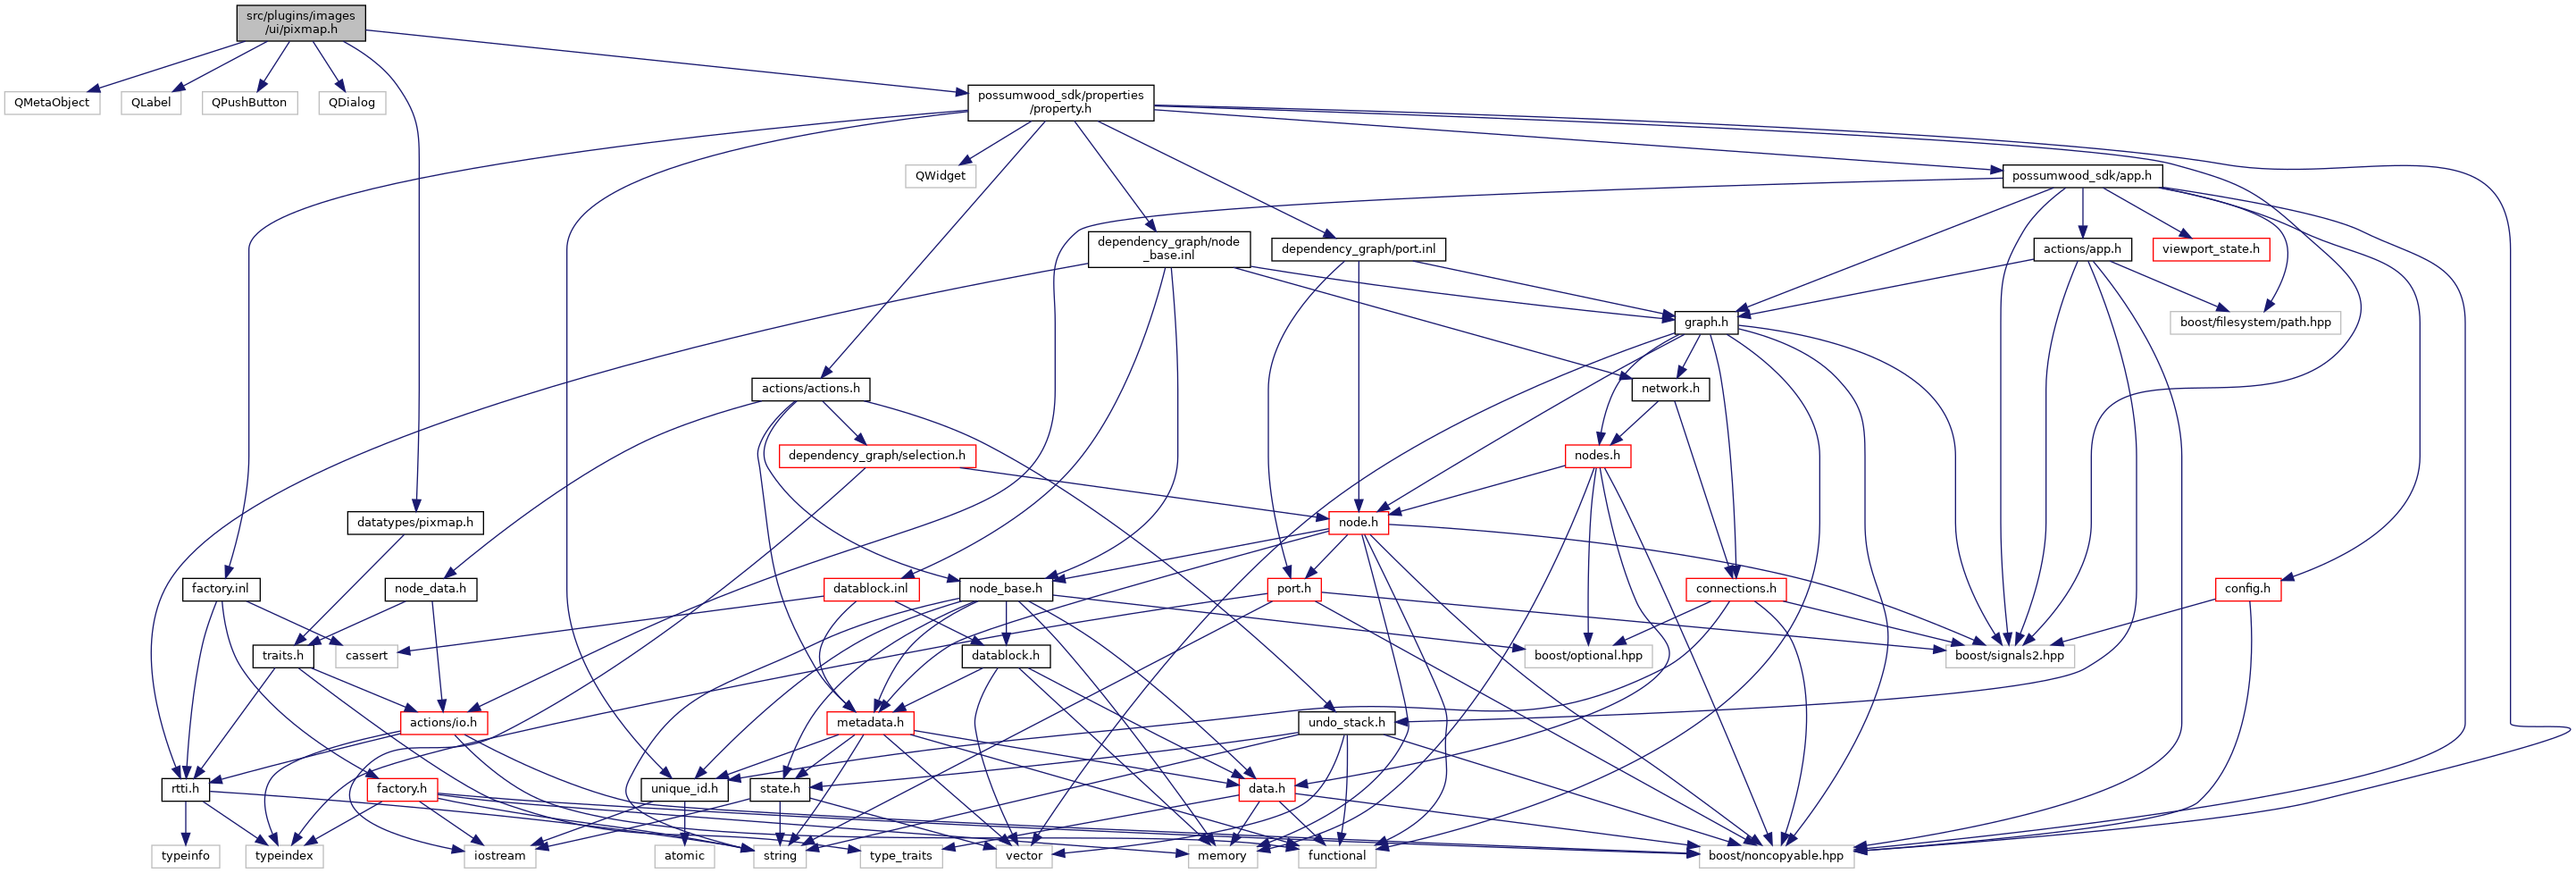 src/plugins/images
/ui/pixmap.h
QMetaObject
QLabel
QPushButton
QDialog
possumwood_sdk/properties
/property.h
QWidget
possumwood_sdk/app.h
dependency_graph/node
_base.inl
dependency_graph/port.inl
actions/app.h
viewport_state.h
graph.h
boost/filesystem/path.hpp
actions/actions.h
network.h
dependency_graph/selection.h
nodes.h
datatypes/pixmap.h
node.h
factory.inl
node_data.h
datablock.inl
node_base.h
port.h
connections.h
config.h
traits.h
cassert
datablock.h
boost/optional.hpp
boost/signals2.hpp
actions/io.h
metadata.h
undo_stack.h
rtti.h
factory.h
unique_id.h
state.h
data.h
typeinfo
typeindex
iostream
atomic
string
type_traits
vector
memory
functional
boost/noncopyable.hpp